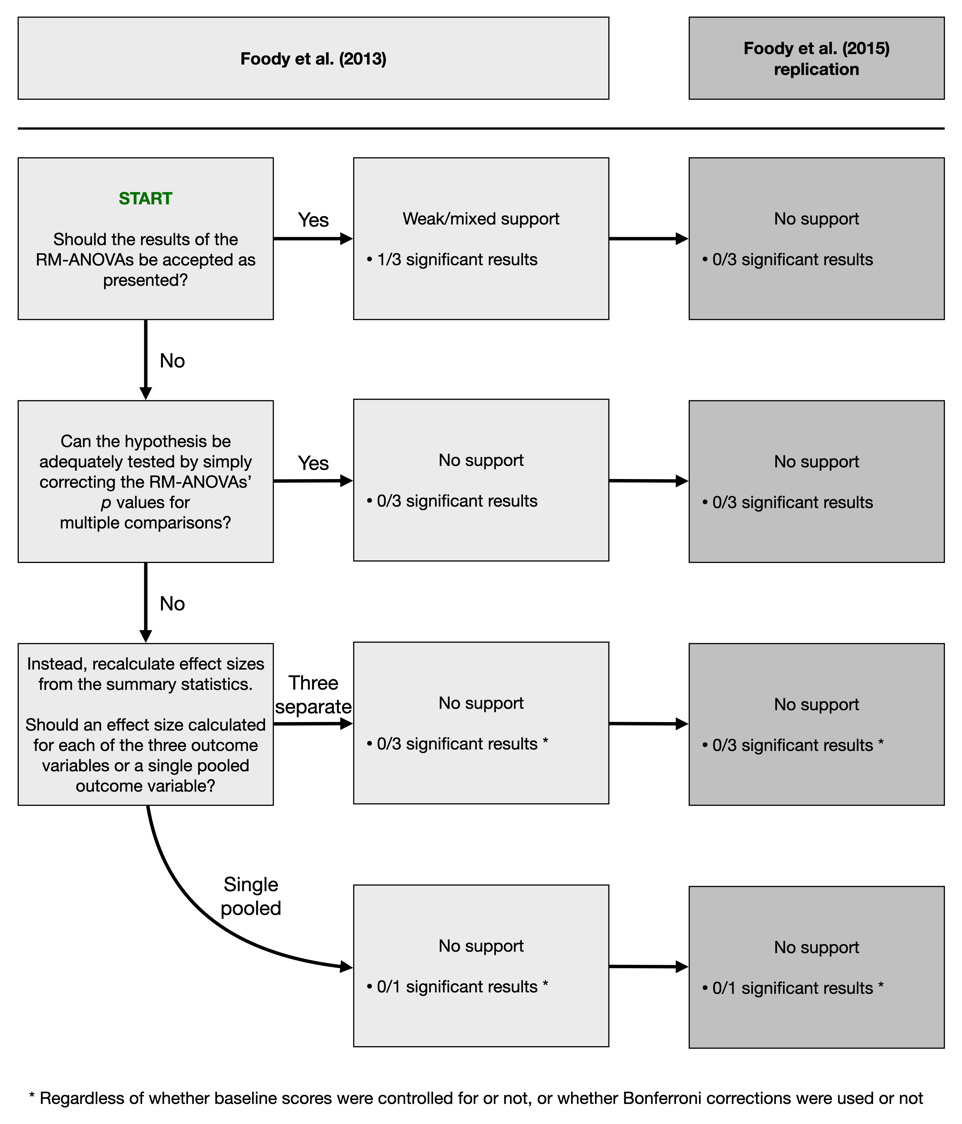 Foody et al. (2013)
Foody et al. (2015)
replication
START
Should the results of the
RM-ANOVAs be accepted as
presented?
Yes
Weak/mixed support
• 1/3 significant results
No support
• 0/3 significant results
No
Can the hypothesis be
adequately tested by simply
correcting the RM-ANOVAs’
p values for
multiple comparisons?
Yes
No support
• 0/3 significant results
No support
• 0/3 significant results
No
Instead, recalculate effect sizes
from the summary statistics.
Should an effect size calculated
for each of the three outcome
variables or a single pooled
outcome variable?
Three
separate
No support
• 0/3 significant results *
No support
• 0/3 significant results *
Single
pooled
No support
• 0/1 significant results *
No support
• 0/1 significant results *
* Regardless of whether baseline scores were controlled for or not, or whether Bonferroni corrections were used or not